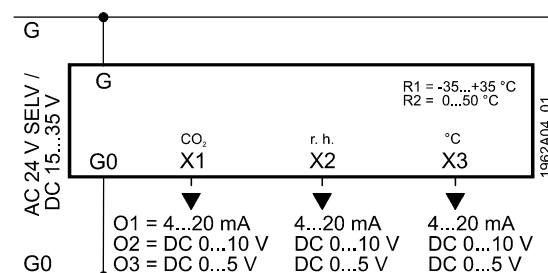 G
AC 24 V SELV /
DC 15...35 V
G
R1 = -35...+35 °C
R2 = 0...50 °C
CO₂ r. h. °C
G0 X1 X2 X3
1962A04_01
O1 = 4...20 mA 4...20 mA 4...20 mA
O2 = DC 0...10 V DC 0...10 V DC 0...10 V
O3 = DC 0...5 V DC 0...5 V DC 0...5 V
G0